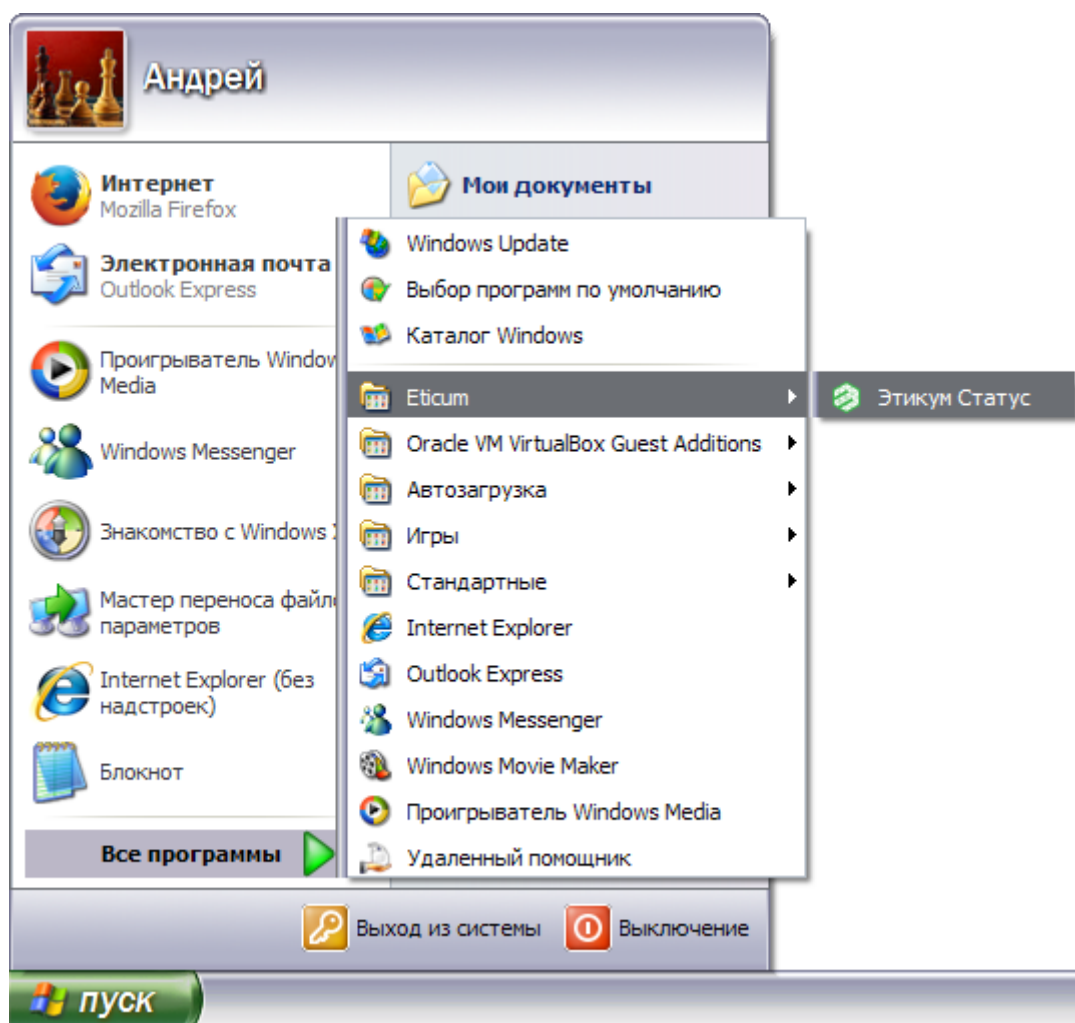 Андрей
Интернет
Mozilla Firefox
Электронная почта
Outlook Express
Проигрыватель Window
Media
Windows Messenger
Знакомство с Windows
Мастер переноса файло
параметров
Internet Explorer (без
надстроек)
Блокнот
Все программы
Мои документы
Windows Update
Выбор программ по умолчанию
Каталог Windows
Eticum
Oracle VM VirtualBox Guest Additions
Автозагрузка
Игры
Стандартные
Internet Explorer
Outlook Express
Windows Messenger
Windows Movie Maker
Проигрыватель Windows Media
Удаленный помощник
Этикум Статус
Выход из системы
Выключение
пуск